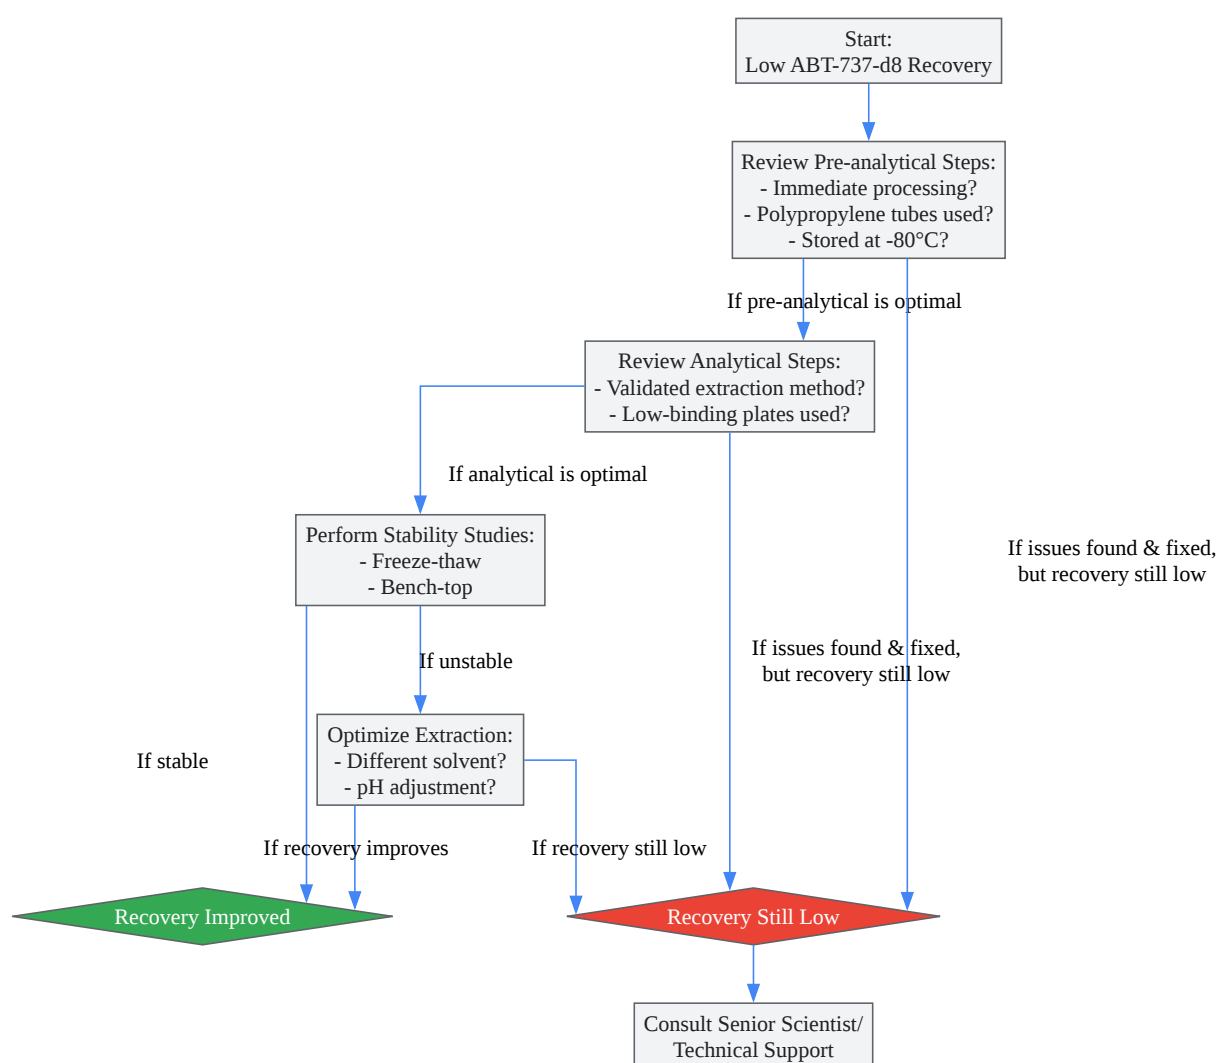 Start:
Low ABT-737-d8 Recovery
Review Pre-analytical Steps:
- Immediate processing?
- Polypropylene tubes used?
- Stored at -80°C?
If pre-analytical is optimal
Review Analytical Steps:
- Validated extraction method?
- Low-binding plates used?
If analytical is optimal
Perform Stability Studies:
- Freeze-thaw
- Bench-top
If issues found & fixed,
but recovery still low
If issues found & fixed,
but recovery still low
If unstable
Optimize Extraction:
- Different solvent?
- pH adjustment?
If stable
If recovery improves
If recovery still low
Recovery Improved
Recovery Still Low
Consult Senior Scientist/
Technical Support